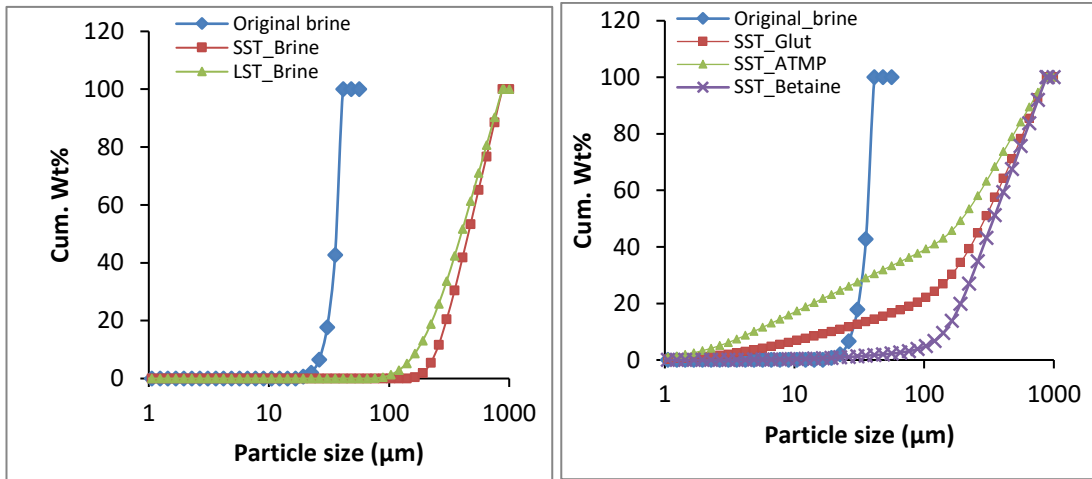 Original brine
SST_Brine
LST_Brine
120
100
80
60
40
20
0
Cum. Wt%
1
10
100
1000
Particle size (µm)
Original_brine
SST_Glut
SST_ATMP
SST_Betaine
120
100
80
60
40
20
0
Cum. Wt%
1
10
100
1000
Particle size (µm)